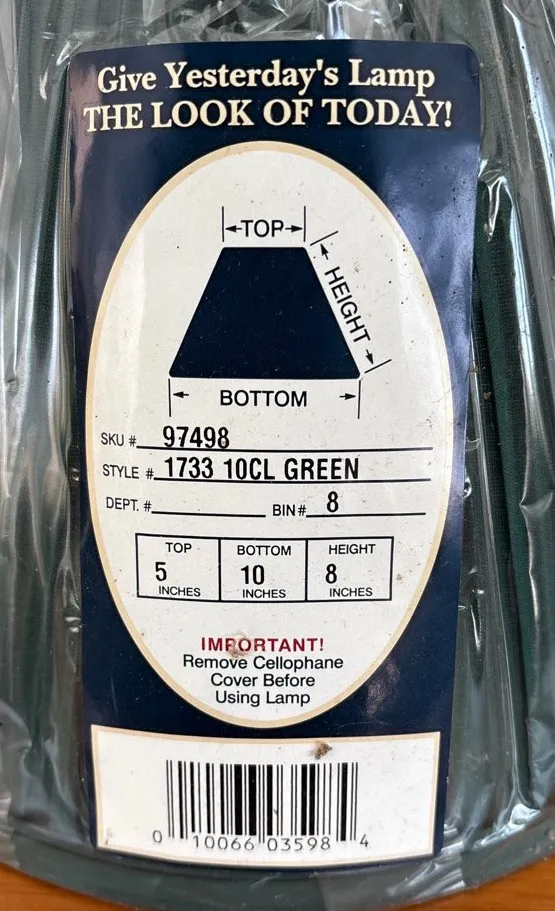 Give Yesterday's Lamp
THE LOOK OF TODAY!
TOP
HEIGHT
BOTTOM
SKU # 97498
STYLE # 1733 10CL GREEN
DEPT. # BIN# 8
TOP BOTTOM HEIGHT
5 10 8
INCHES INCHES INCHES
IMPORTANT!
Remove Cellophane
Cover Before
Using Lamp
0 10066 03598 4